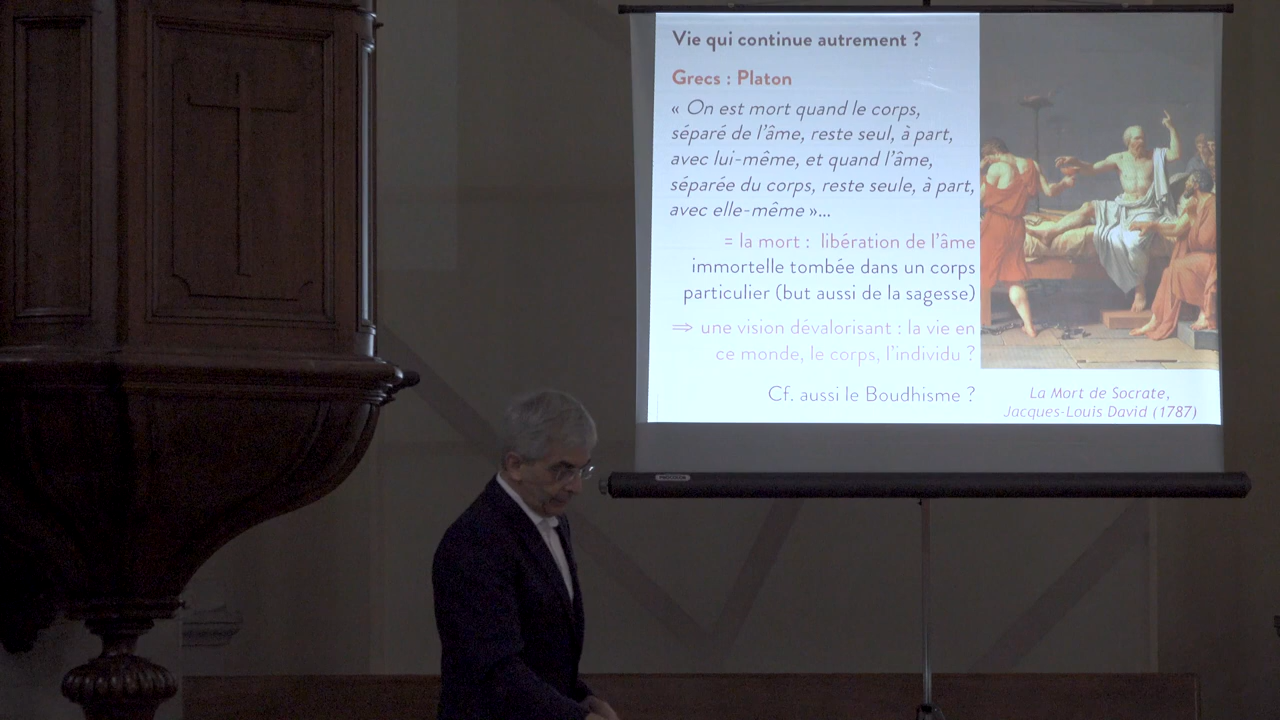 Vie qui continue autrement ?
Grecs : Platon
« On est mort quand le corps,
séparé de l'âme, reste seul, à part,
avec lui-même, et quand l'âme,
séparée du corps, reste seule, à part,
avec elle-même »...
= la mort : libération de l'âme
immortelle tombée dans un corps
particulier (but aussi de la sagesse)
⇒ une vision dévalorisant : la vie en
ce monde, le corps, l'individu ?
Cf. aussi le Boudhisme ?
La Mort de Socrate,
Jacques-Louis David (1787)